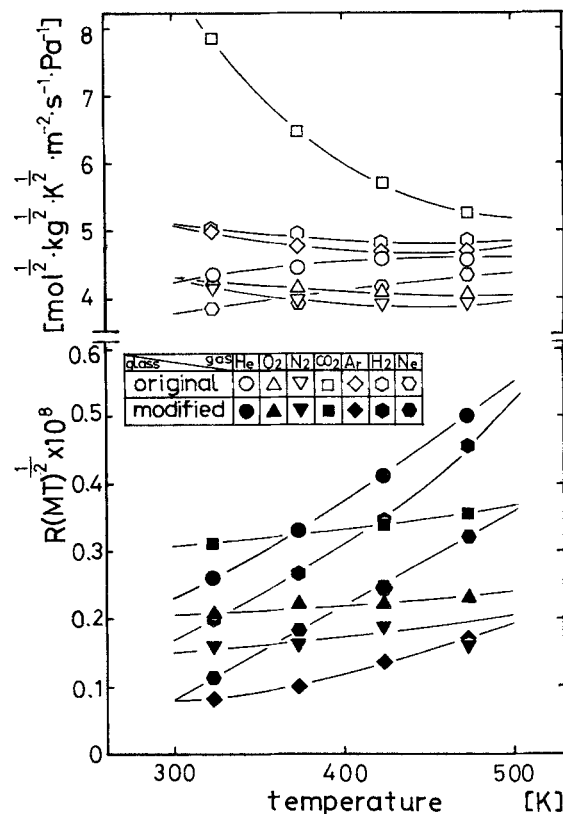 8
7
6
5
4
[mol^{1/2}·kg^{1/2}·K^{1/2}·m^{-2}·s^{-1}·Pa^{-1}]
0.6
0.5
0.4
0.3
0.2
0.1
0
R(MT)^{1/2}×10^8
glass gas He O2 N2 CO2 Ar H2 Ne
original ○ △ ▽ □ ◇ ⬡ ⬡
modified ● ▲ ▼ ■ ◆ ⬢ ⬢
300 400 500
temperature [K]